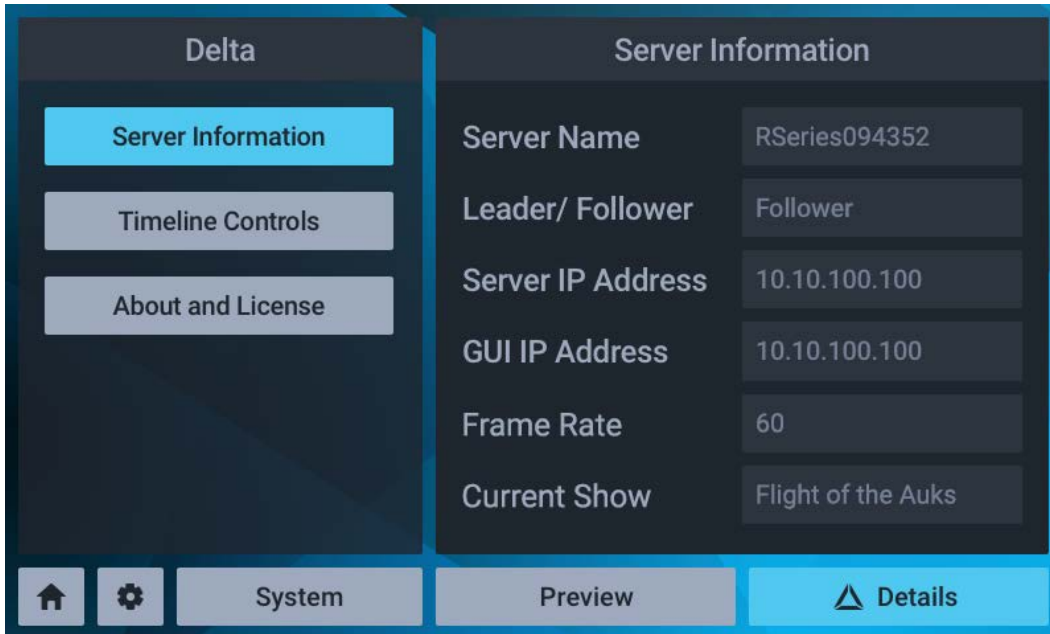 Delta
Server Information
Timeline Controls
About and License
Server Information
Server Name RSeries094352
Leader/ Follower Follower
Server IP Address 10.10.100.100
GUI IP Address 10.10.100.100
Frame Rate 60
Current Show Flight of the Auks
System Preview Details